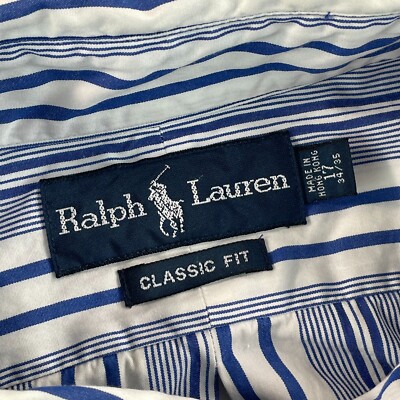 Ralph Lauren
CLASSIC FIT
MADE IN
HONG KONG
17
34/35